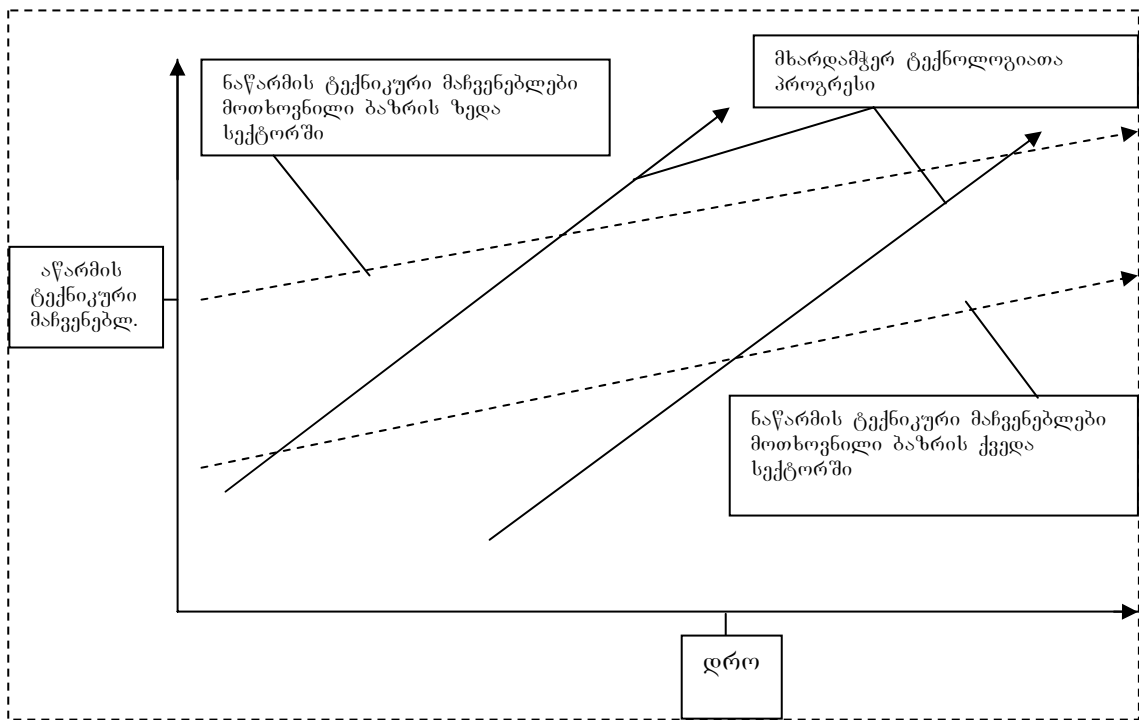 ნაწარმის ტექნიკური მაჩვენებლები
მოთხოვნილი ბაზრის ზედა
სექტორში
მხარდამჭერ ტექნოლოგიათა
პროგრესი
აწარმის
ტექნიკური
მაჩვენებლ.
ნაწარმის ტექნიკური მაჩვენებლები
მოთხოვნილი ბაზრის ქვედა
სექტორში
დრო